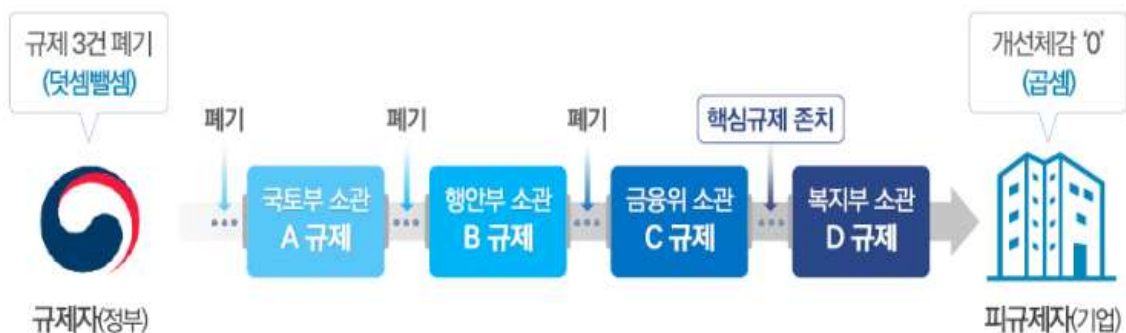 규제 3건 폐기
(덧셈뺄셈)
개선체감 '0'
(곱셈)
폐기
폐기
폐기
핵심규제 존치
국토부 소관
A 규제
행안부 소관
B 규제
금융위 소관
C 규제
복지부 소관
D 규제
규제자(정부)
피규제자(기업)